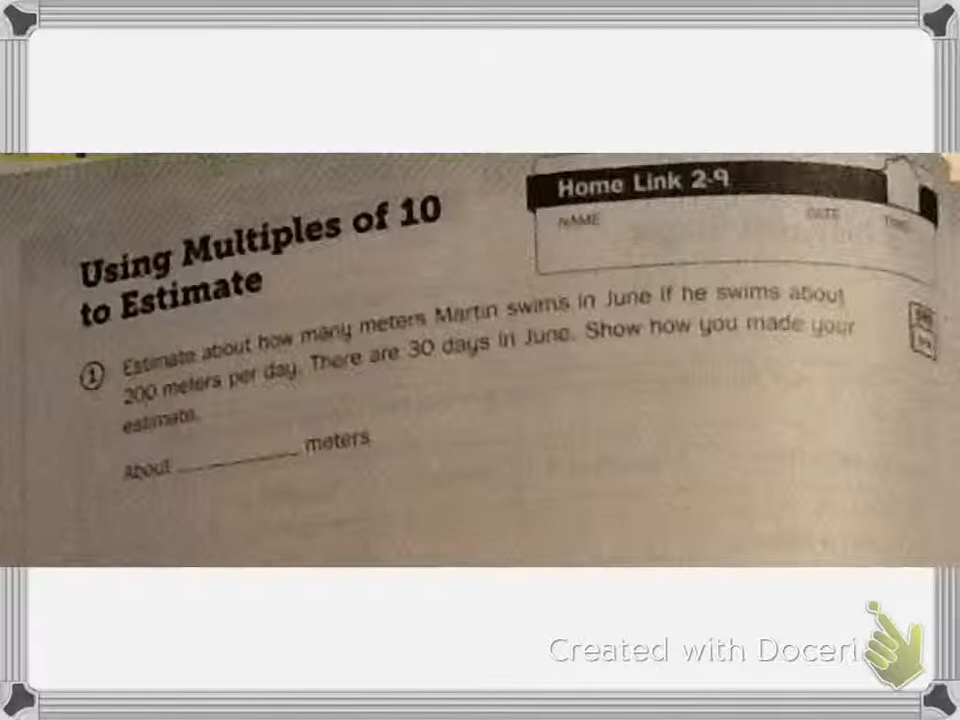 Home Link 2-9
NAME DATE TIME
Using Multiples of 10
to Estimate
1 Estimate about how many meters Martin swims in June if he swims about
200 meters per day. There are 30 days in June. Show how you made your
estimate.
About __________ meters
Created with Doceri